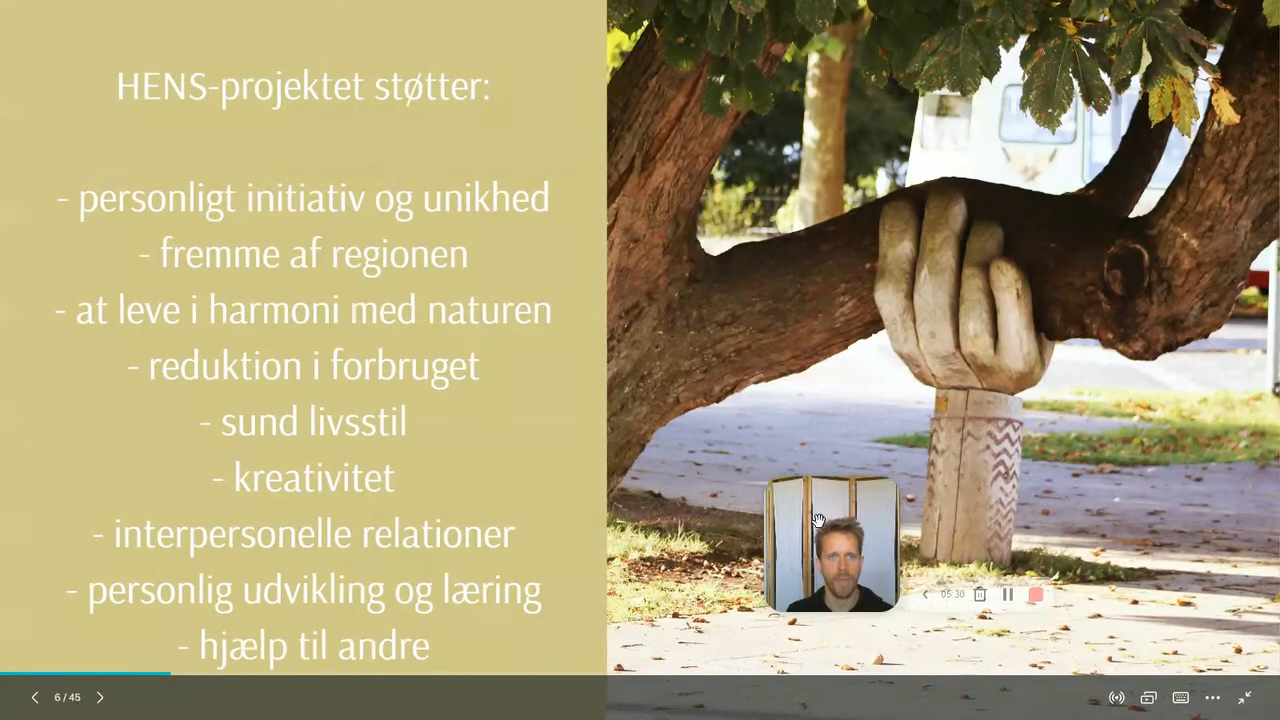 HENS-projektet støtter:
- personligt initiativ og unikhed
- fremme af regionen
- at leve i harmoni med naturen
- reduktion i forbruget
- sund livsstil
- kreativitet
- interpersonelle relationer
- personlig udvikling og læring
- hjælp til andre
05:30
6 / 45